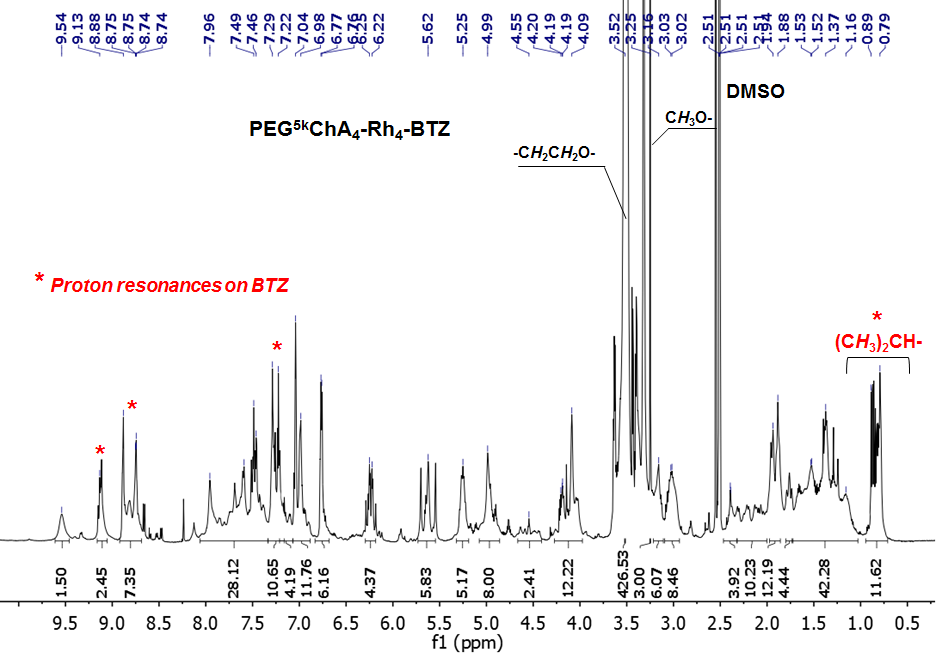 9.54 9.13 8.88 8.75 8.75 8.74 8.74 7.96 7.49 7.46 7.29 7.22 7.04 6.98 6.77 6.76 6.25 6.22 5.62 5.25 4.99 4.55 4.20 4.19 4.19 4.09 3.52 3.25 3.16 3.03 3.02 2.51 2.51 2.51 2.51 1.94 1.88 1.53 1.52 1.37 1.16 0.89 0.79
DMSO
PEG5kChA4-Rh4-BTZ
CH3O-
-CH2CH2O-
* Proton resonances on BTZ
*
(CH3)2CH-
*
*
*
1.50 2.45 7.35 28.12 10.65 4.19 11.76 6.16 4.37 5.83 5.17 8.00 2.41 12.22 426.53 3.00 6.07 8.46 3.92 10.23 12.19 4.44 42.28 11.62
9.5 9.0 8.5 8.0 7.5 7.0 6.5 6.0 5.5 5.0 4.5 4.0 3.5 3.0 2.5 2.0 1.5 1.0 0.5
f1 (ppm)